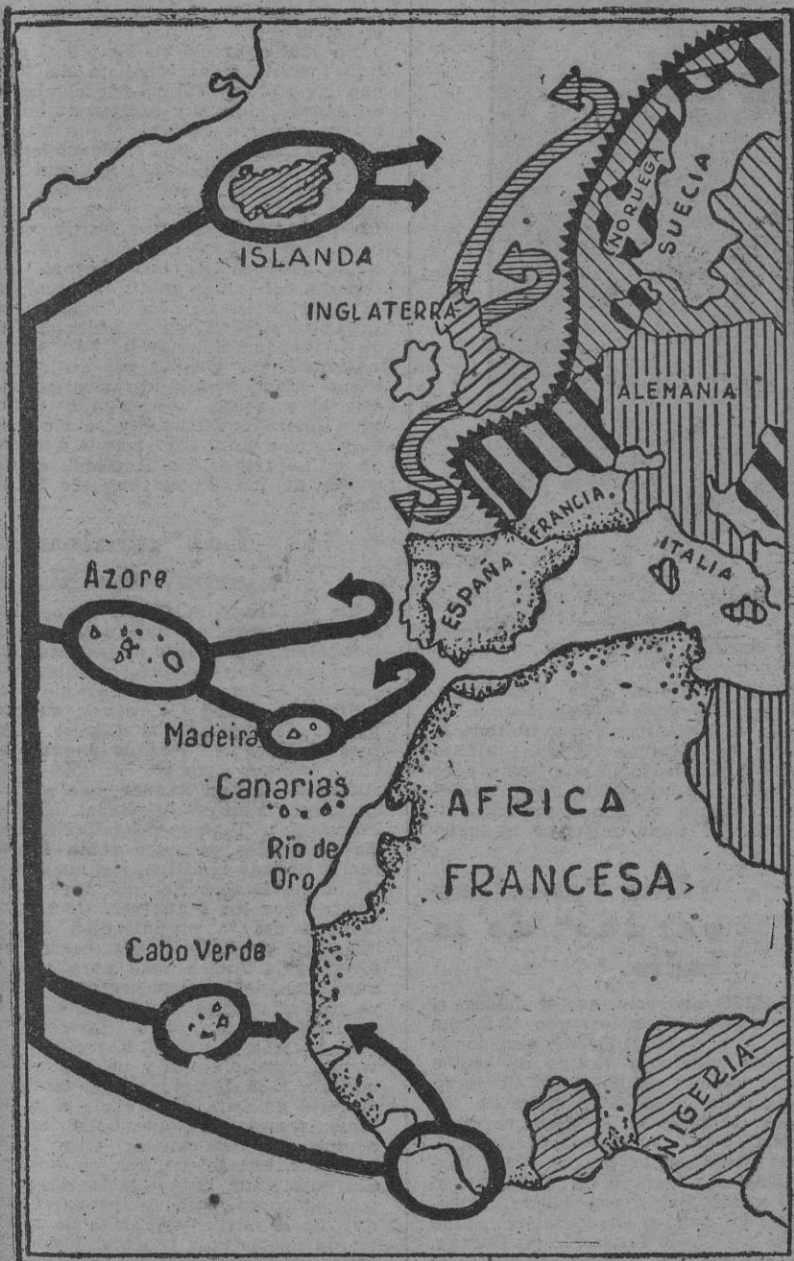 ISLANDA
INGLATERRA
NORUEGA
SUECIA
ALEMANIA
FRANCIA
ITALIA
ESPAÑA
Azore
Madeira
Canarias
Rio de
Oro
AFRICA
FRANCESA
Cabo Verde
NIGERIA